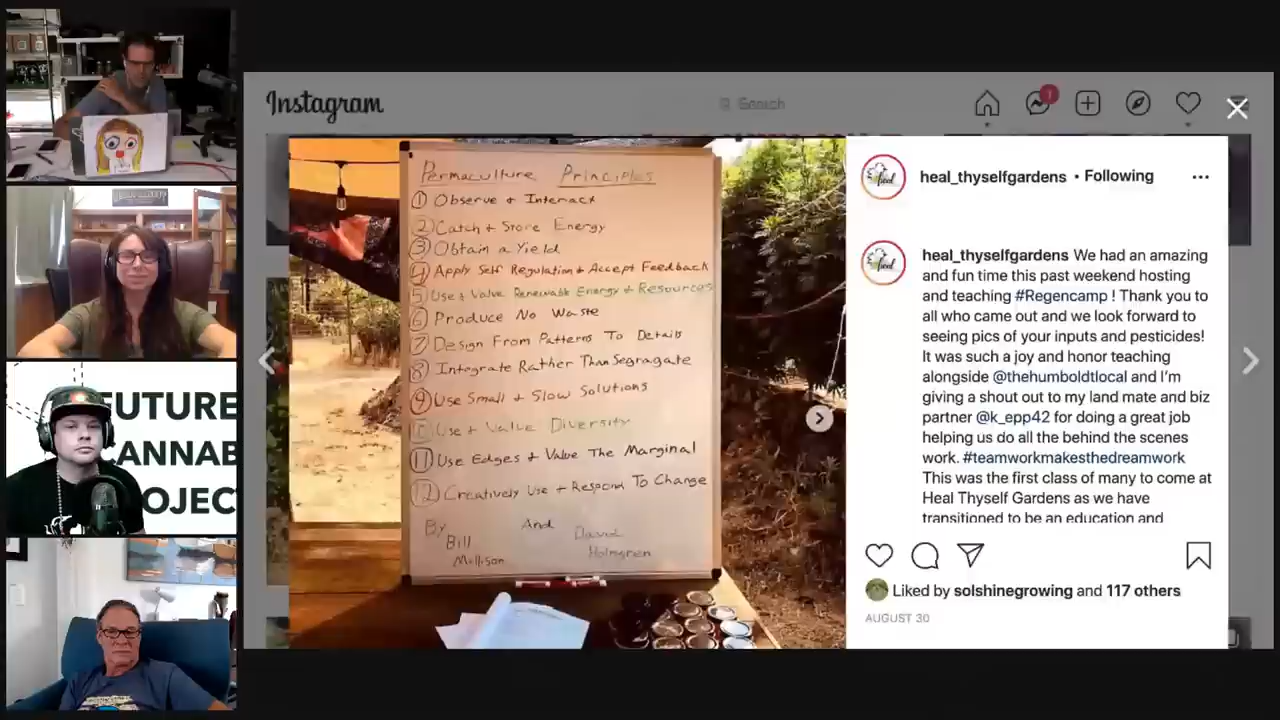 FUTURE
CANNAB
ROJEC
Instagram
Search
1
Permaculture Principles
① Observe + Interact
② Catch + Store Energy
③ Obtain a Yield
④ Apply Self Regulation + Accept Feedback
⑤ Use + Value Renewable Energy + Resources
⑥ Produce No Waste
⑦ Design From Patterns To Details
⑧ Integrate Rather Than Segragate
⑨ Use Small + Slow Solutions
⑩ Use + Value Diversity
⑪ Use Edges + Value The Marginal
⑫ Creatively Use + Respond To Change
By Bill Mollison And David Holmgren
heal
heal_thyselfgardens • Following
heal
heal_thyselfgardens We had an amazing
and fun time this past weekend hosting
and teaching #Regencamp ! Thank you to
all who came out and we look forward to
seeing pics of your inputs and pesticides!
It was such a joy and honor teaching
alongside @thehumboldtlocal and I'm
giving a shout out to my land mate and biz
partner @k_epp42 for doing a great job
helping us do all the behind the scenes
work. #teamworkmakesthedreamwork
This was the first class of many to come at
Heal Thyself Gardens as we have
transitioned to be an education and
Liked by solshinegrowing and 117 others
AUGUST 30